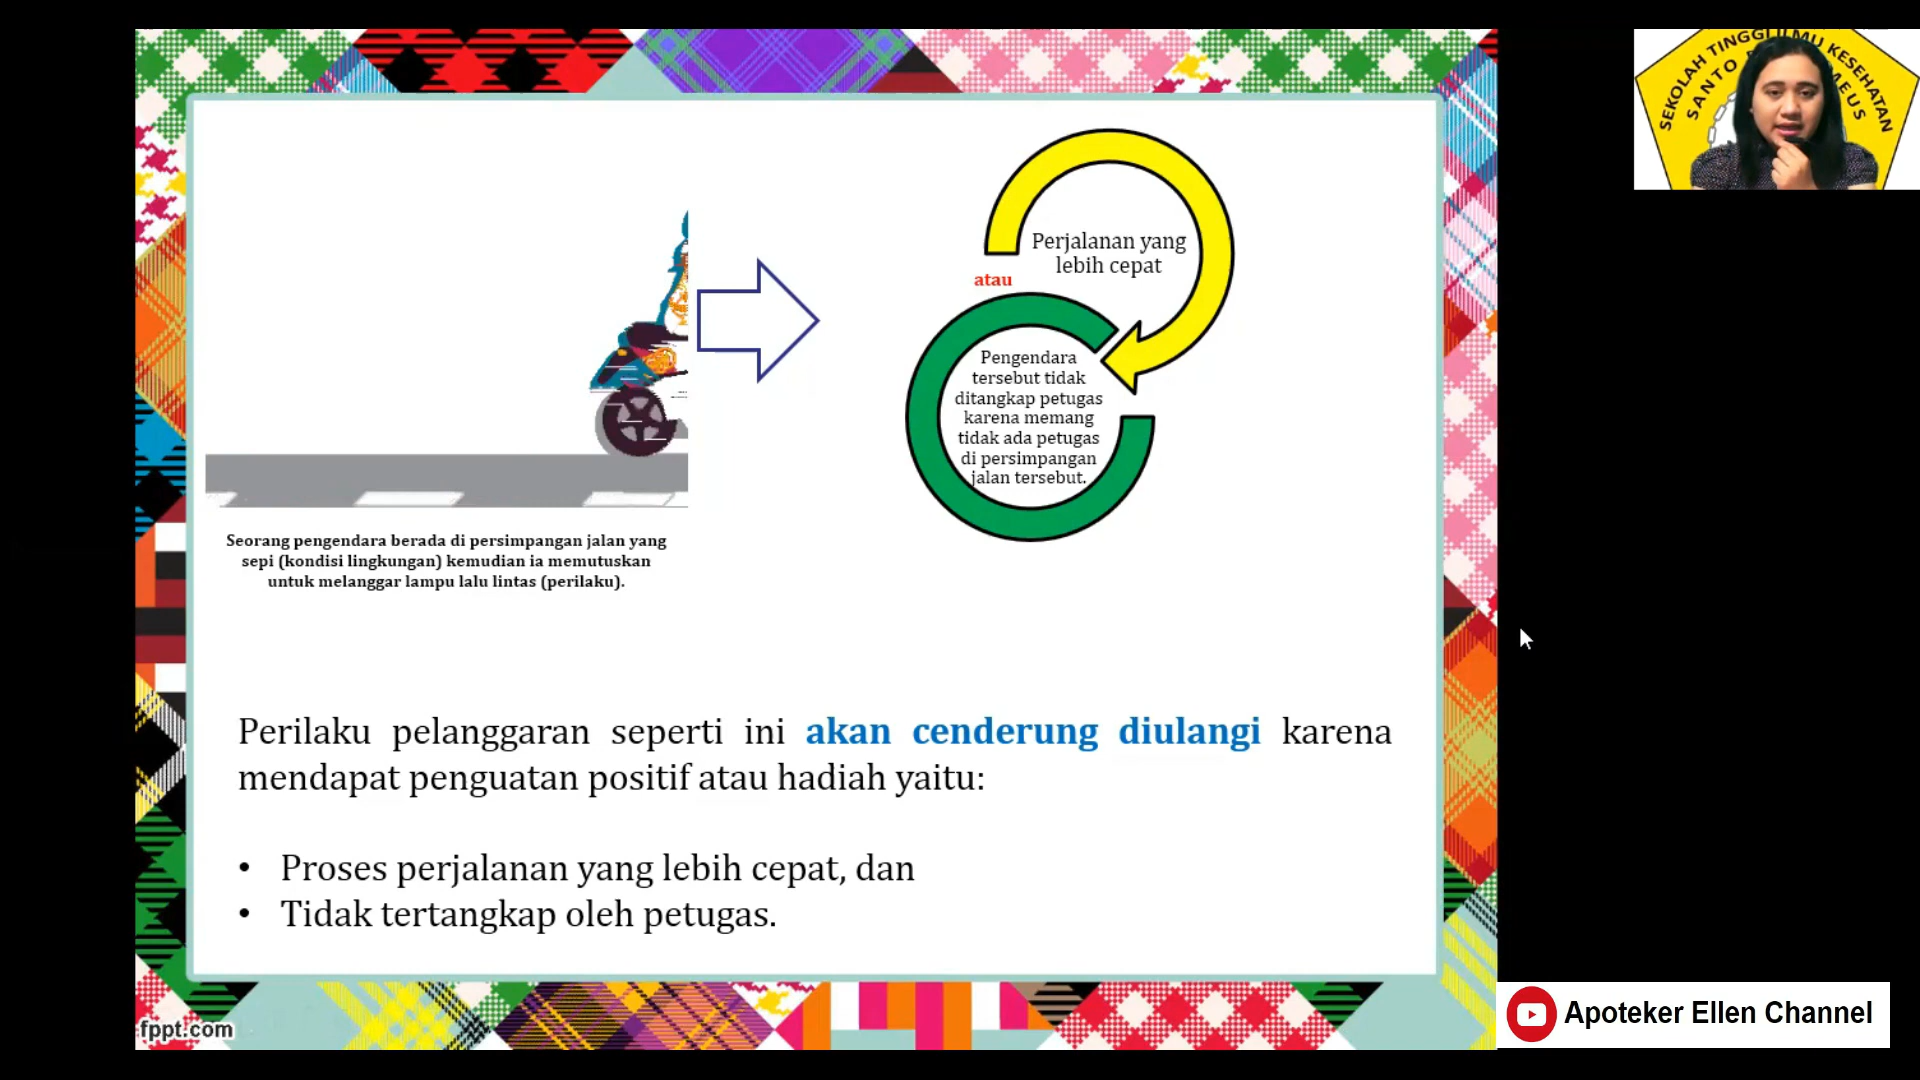 SEKOLAH TINGGI ILMU KESEHATAN
SANTO
Perjalanan yang
lebih cepat
atau
Pengendara
tersebut tidak
ditangkap petugas
karena memang
tidak ada petugas
di persimpangan
jalan tersebut.
Seorang pengendara berada di persimpangan jalan yang
sepi (kondisi lingkungan) kemudian ia memutuskan
untuk melanggar lampu lalu lintas (perilaku).
Perilaku pelanggaran seperti ini akan cenderung diulangi karena
mendapat penguatan positif atau hadiah yaitu:
• Proses perjalanan yang lebih cepat, dan
• Tidak tertangkap oleh petugas.
fppt.com
Apoteker Ellen Channel